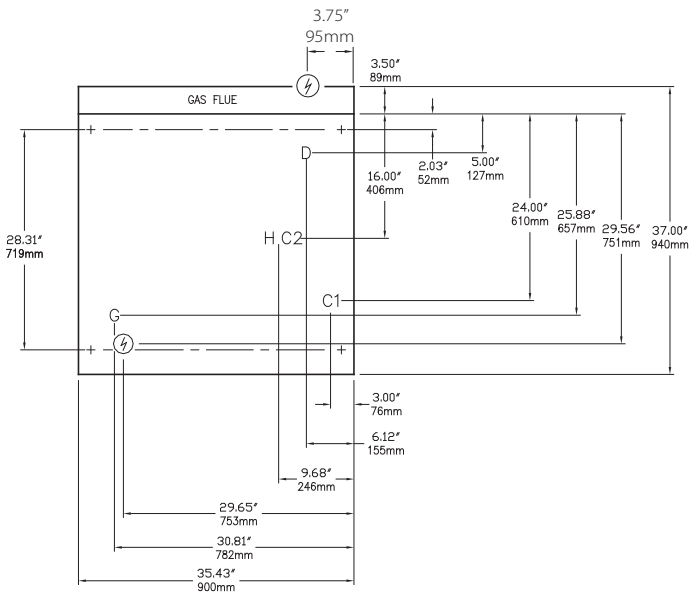 3.75"
95mm
3.50"
89mm
GAS FLUE
D
2.03"
52mm
5.00"
127mm
16.00"
406mm
24.00"
610mm
25.88"
657mm
29.56"
751mm
37.00"
940mm
28.31"
719mm
H C2
C1
G
3.00"
76mm
6.12"
155mm
9.68"
246mm
29.65"
753mm
30.81"
782mm
35.43"
900mm